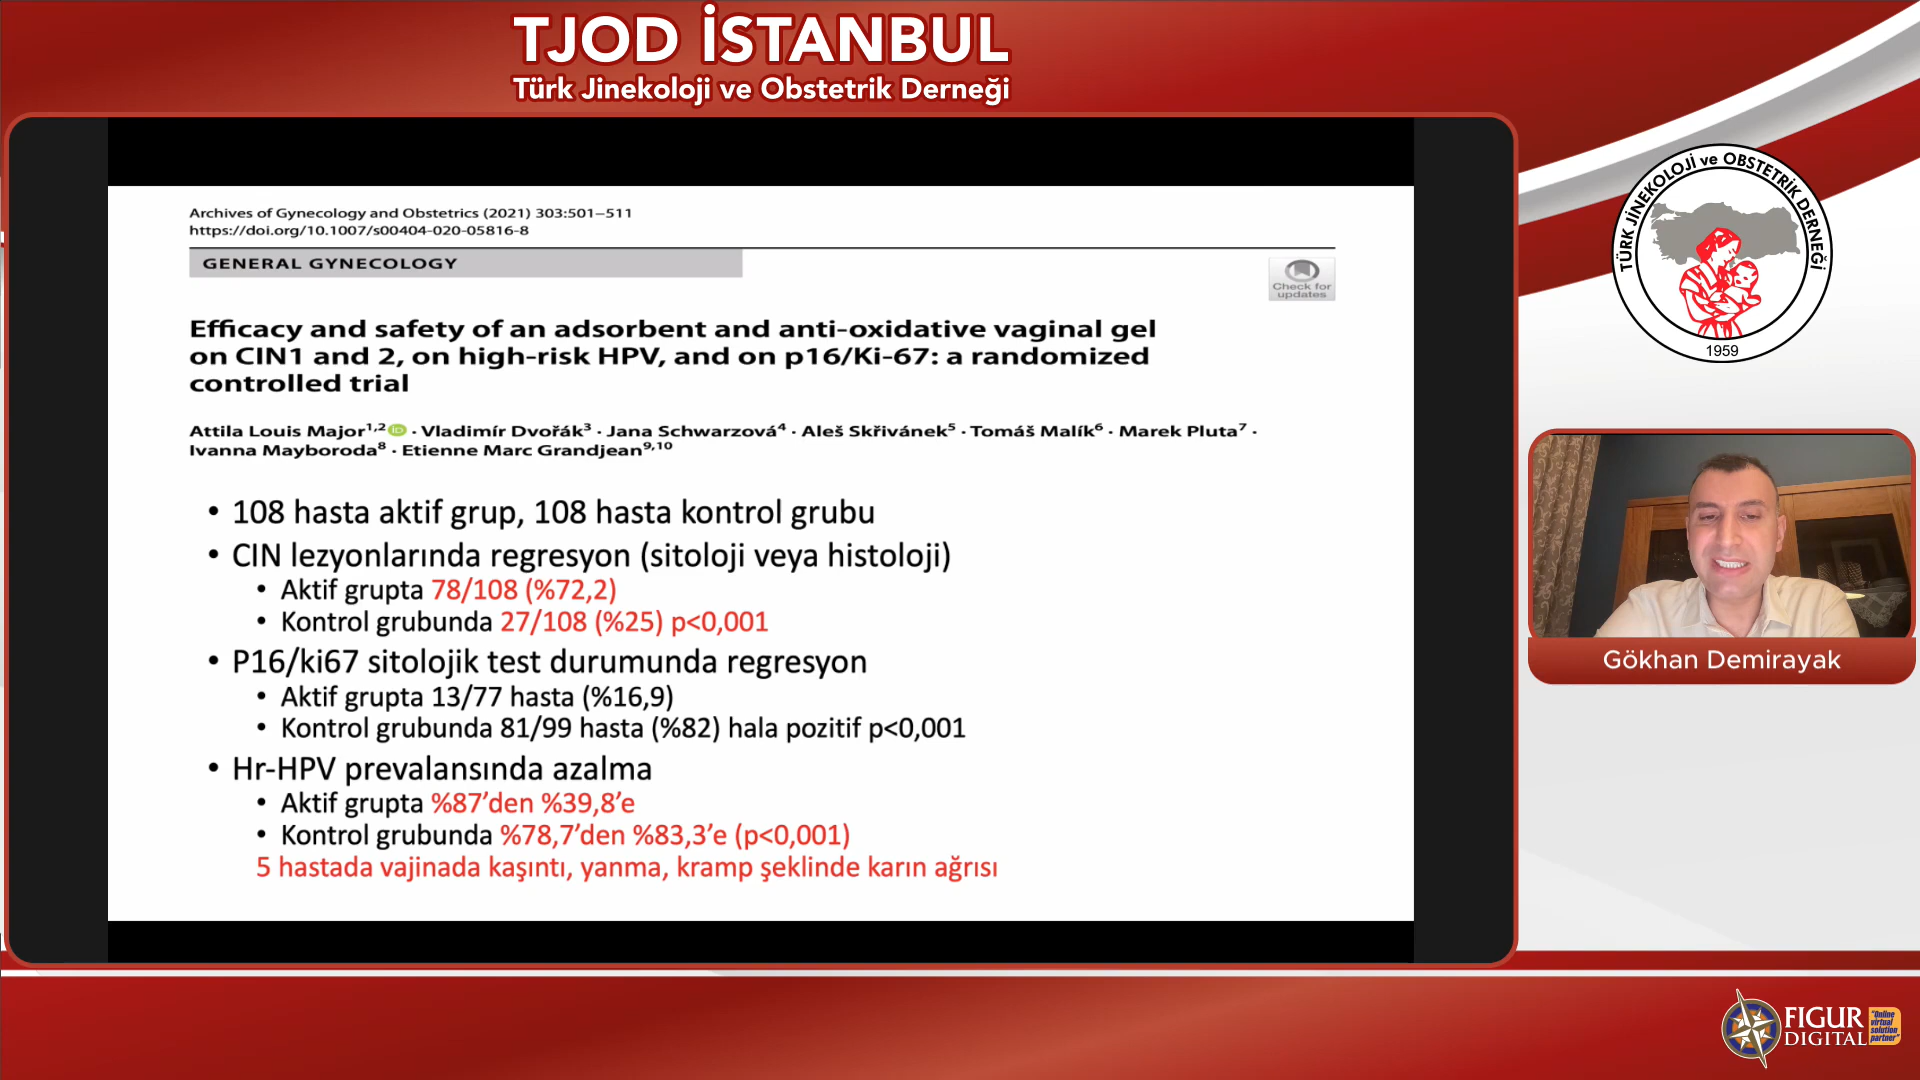 TJOD İSTANBUL
Türk Jinekoloji ve Obstetrik Derneği
Archives of Gynecology and Obstetrics (2021) 303:501–511
https://doi.org/10.1007/s00404-020-05816-8
GENERAL GYNECOLOGY
Check for
updates
Efficacy and safety of an adsorbent and anti-oxidative vaginal gel
on CIN1 and 2, on high-risk HPV, and on p16/Ki-67: a randomized
controlled trial
Attila Louis Major1,2 iD · Vladimír Dvořák3 · Jana Schwarzová4 · Aleš Skřivánek5 · Tomáš Malík6 · Marek Pluta7 ·
Ivanna Mayboroda8 · Etienne Marc Grandjean9,10
• 108 hasta aktif grup, 108 hasta kontrol grubu
• CIN lezyonlarında regresyon (sitoloji veya histoloji)
• Aktif grupta 78/108 (%72,2)
• Kontrol grubunda 27/108 (%25) p<0,001
• P16/ki67 sitolojik test durumunda regresyon
• Aktif grupta 13/77 hasta (%16,9)
• Kontrol grubunda 81/99 hasta (%82) hala pozitif p<0,001
• Hr-HPV prevalansında azalma
• Aktif grupta %87’den %39,8’e
• Kontrol grubunda %78,7’den %83,3’e (p<0,001)
5 hastada vajinada kaşıntı, yanma, kramp şeklinde karın ağrısı
TÜRK JİNEKOLOJİ ve OBSTETRİK DERNEĞİ
1959
Gökhan Demirayak
FIGUR
DIGITAL
"Online
virtual
solution
partner"